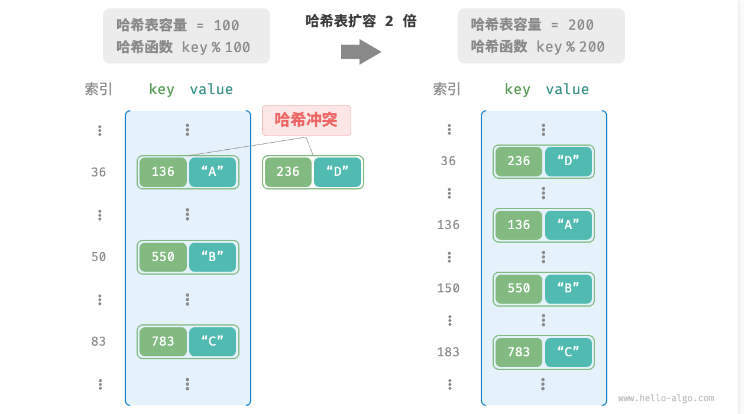 哈希表容量 = 100
哈希函数 key%100
哈希表扩容 2 倍
哈希表容量 = 200
哈希函数 key%200
索引 key value
哈希冲突
36 136 “A” 236 “D”
50 550 “B”
83 783 “C”
索引 key value
36 236 “D”
136 136 “A”
150 550 “B”
183 783 “C”
www.hello-algo.com